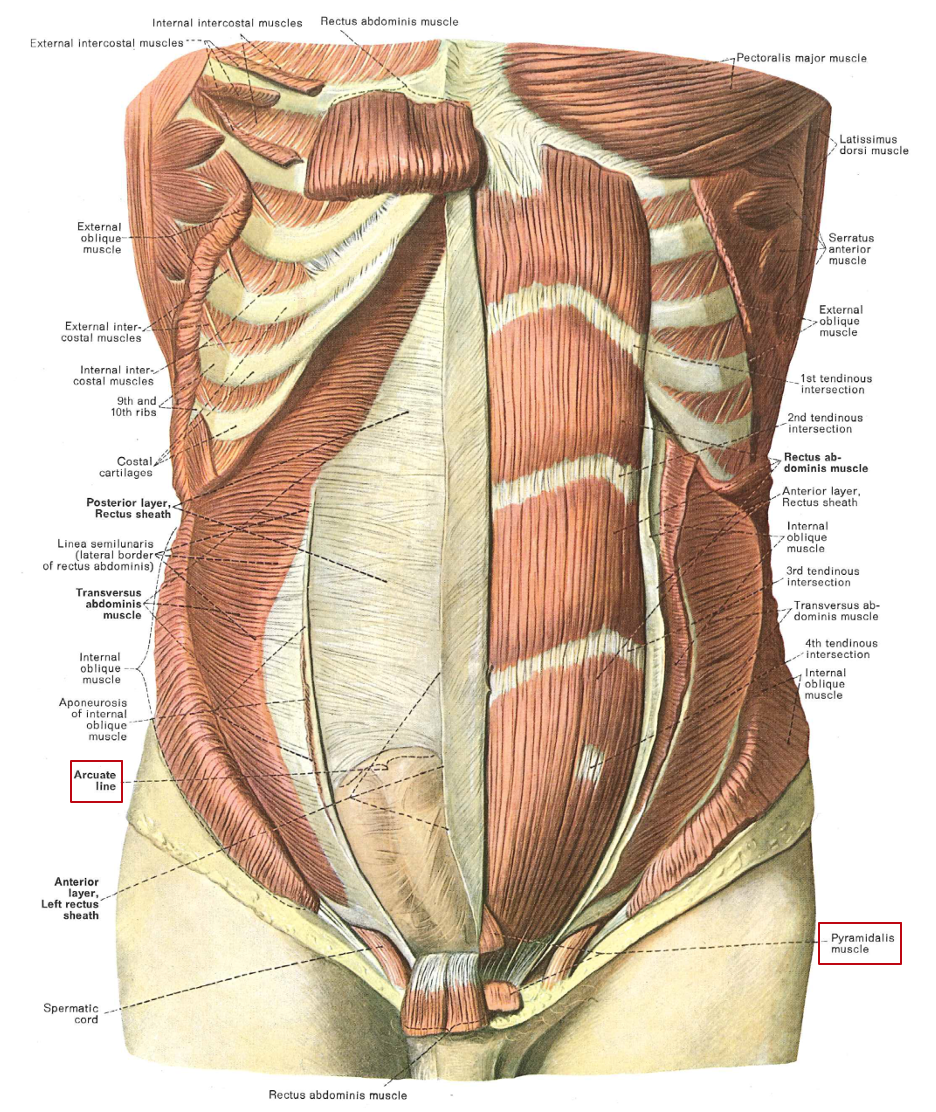 Internal intercostal muscles
Rectus abdominis muscle
External intercostal muscles
Pectoralis major muscle
Latissimus
dorsi muscle
External
oblique
muscle
Serratus
anterior
muscle
External inter-
costal muscles
External
oblique
muscle
Internal inter-
costal muscles
1st tendinous
intersection
9th and
10th ribs
2nd tendinous
intersection
Costal
cartilages
Rectus ab-
dominis muscle
Posterior layer,
Rectus sheath
Anterior layer,
Rectus sheath
Linea semilunaris
(lateral border
of rectus abdominis)
Internal
oblique
muscle
Transversus
abdominis
muscle
3rd tendinous
intersection
Transversus ab-
dominis muscle
Internal
oblique
muscle
4th tendinous
intersection
Aponeurosis
of internal
oblique
muscle
Internal
oblique
muscle
Arcuate
line
Anterior
layer,
Left rectus
sheath
Pyramidalis
muscle
Spermatic
cord
Rectus abdominis muscle